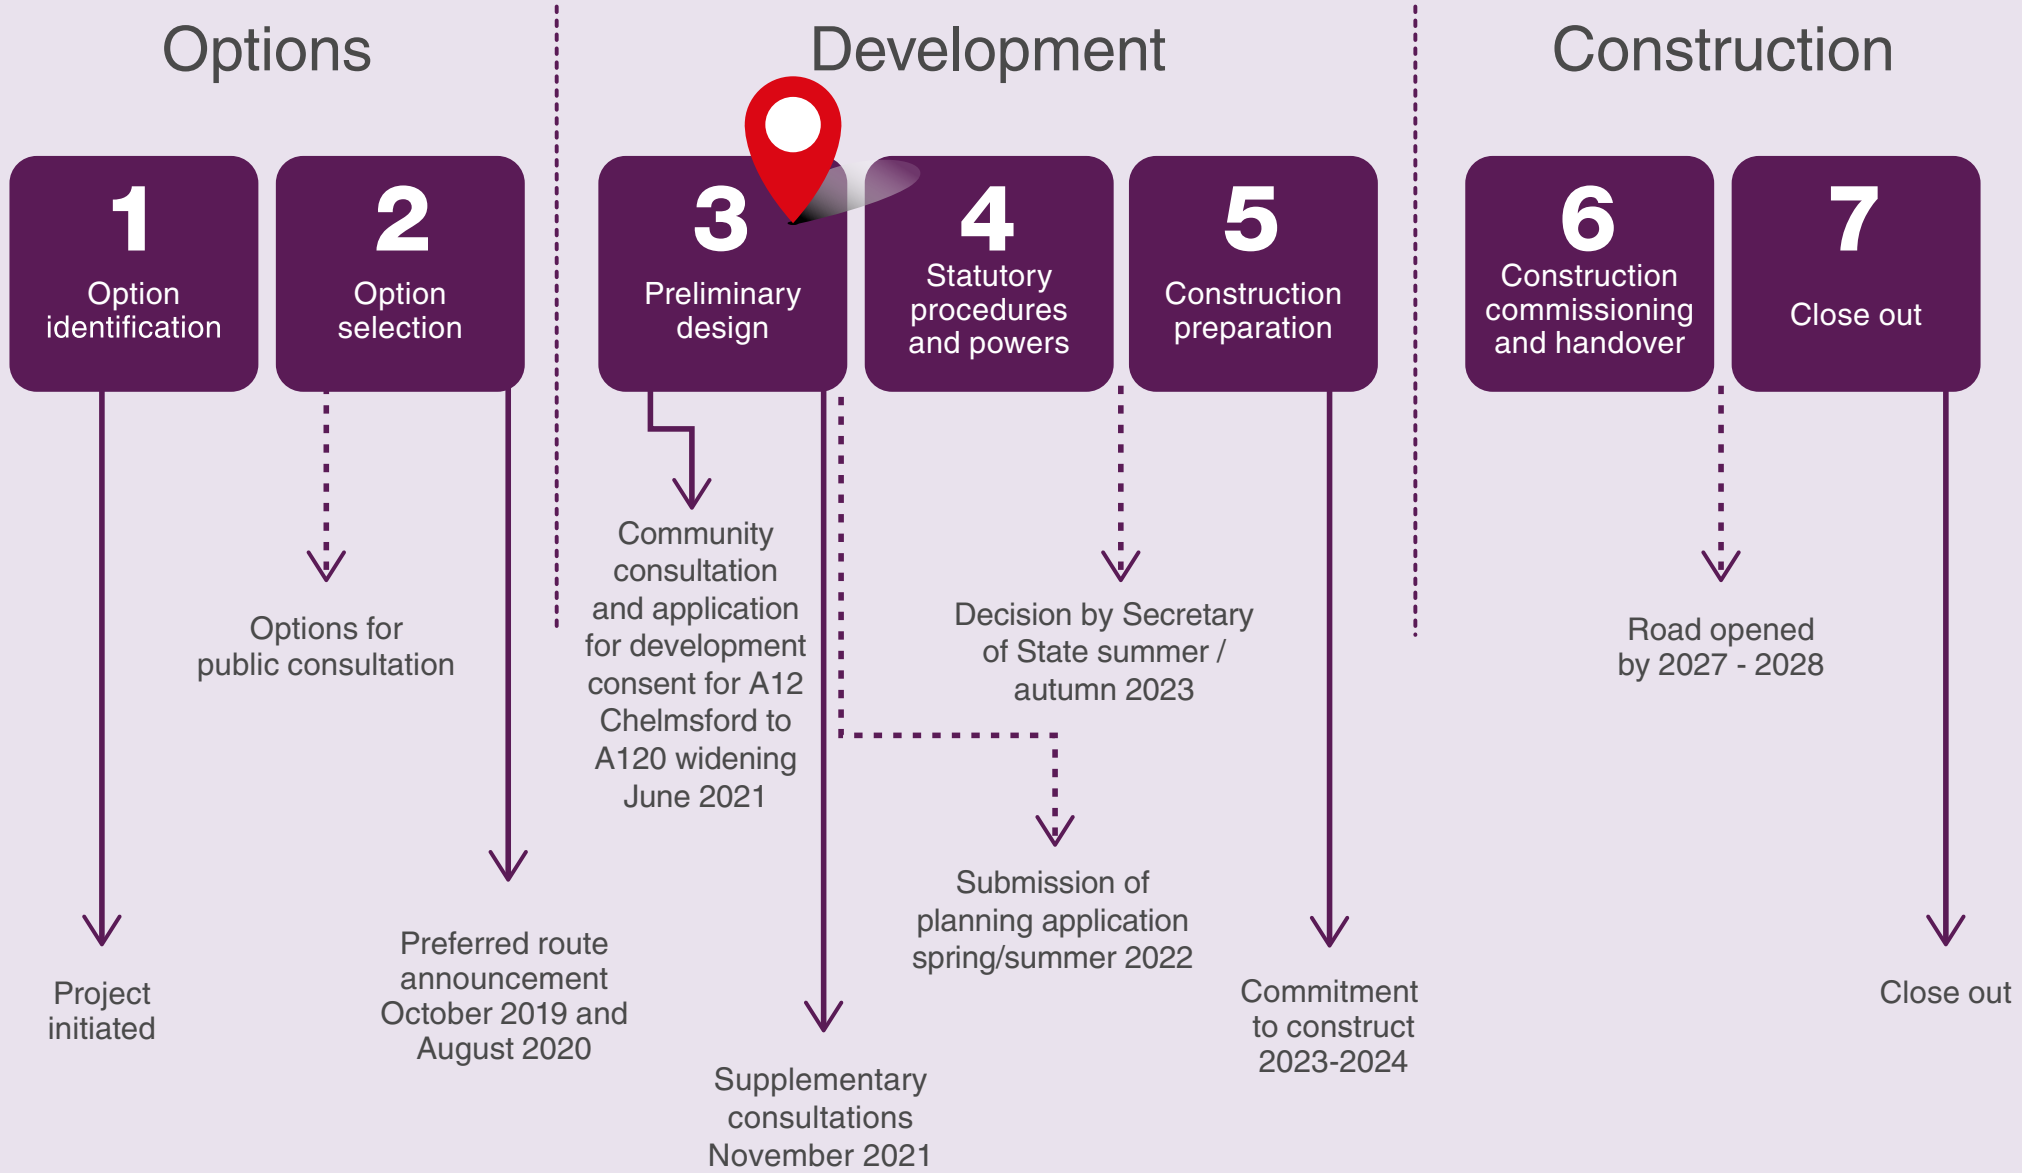 Options
Development
Construction
1
Option
identification
2
Option
selection
3
Preliminary
design
4
Statutory
procedures
and powers
5
Construction
preparation
6
Construction
commissioning
and handover
7
Close out
Project
initiated
Options for
public consultation
Preferred route
announcement
October 2019 and
August 2020
Community
consultation
and application
for development
consent for A12
Chelmsford to
A120 widening
June 2021
Supplementary
consultations
November 2021
Submission of
planning application
spring/summer 2022
Decision by Secretary
of State summer /
autumn 2023
Commitment
to construct
2023-2024
Road opened
by 2027 - 2028
Close out